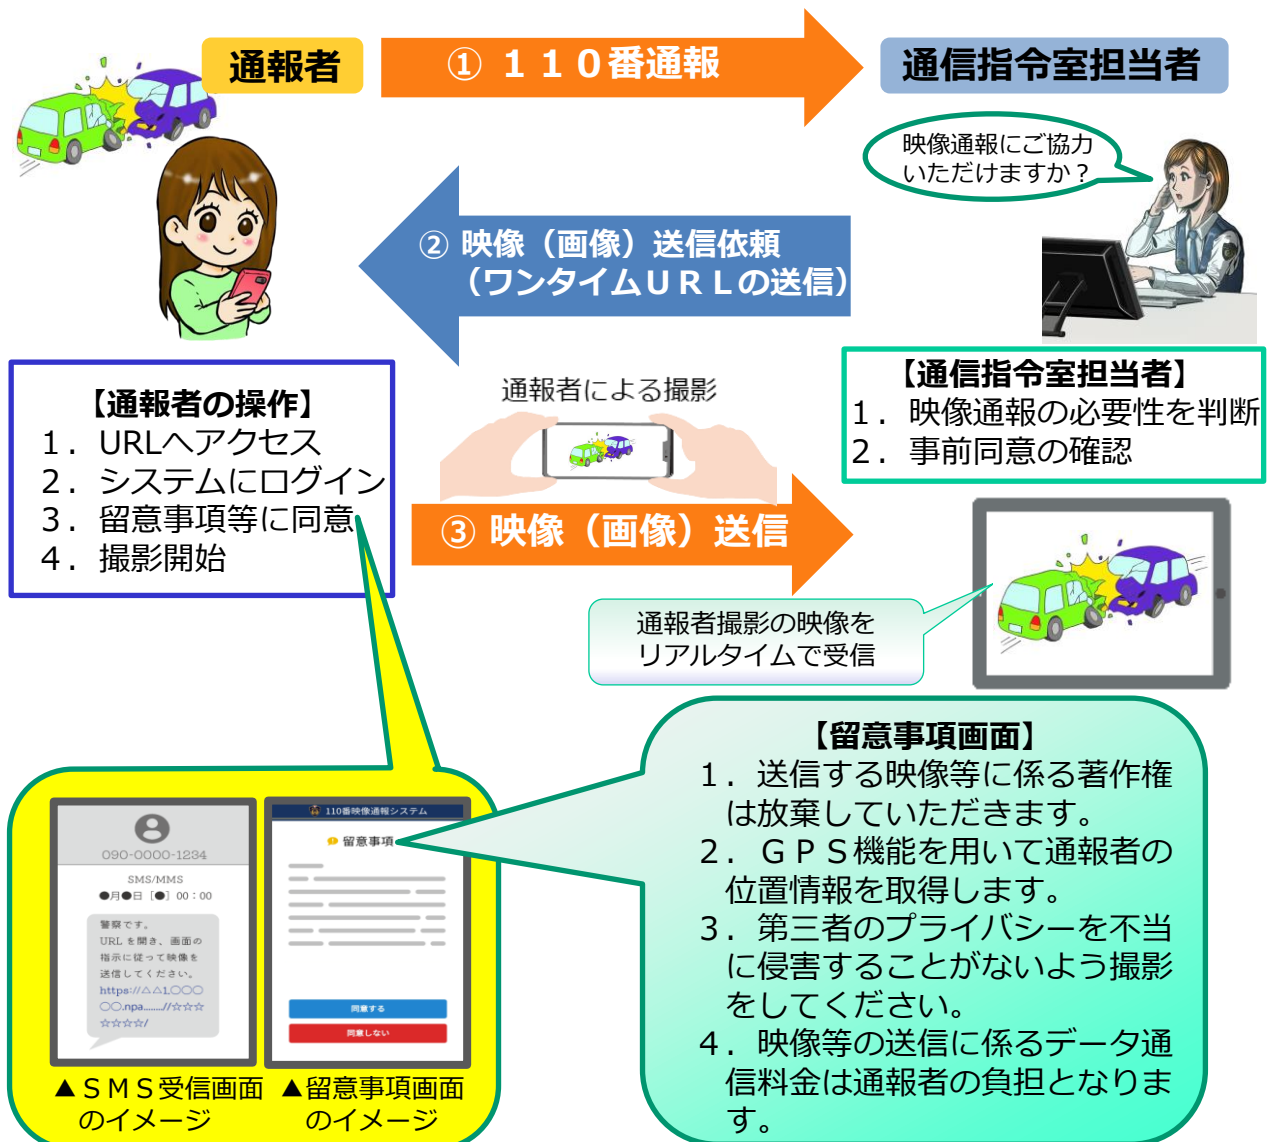 通報者
① １１０番通報
通信指令室担当者
映像通報にご協力
いただけますか？
② 映像（画像）送信依頼
（ワンタイムＵＲＬの送信）
【通報者の操作】
１．URLへアクセス
２．システムにログイン
３．留意事項等に同意
４．撮影開始
通報者による撮影
【通信指令室担当者】
１．映像通報の必要性を判断
２．事前同意の確認
③ 映像（画像）送信
通報者撮影の映像を
リアルタイムで受信
090-0000-1234
SMS/MMS
●月●日［●］00：00
警察です。
URL を開き、画面の
指示に従って映像を
送信してください。
https://△△1.〇〇〇
〇〇.npa.......//☆☆☆
☆☆☆☆/
▲ＳＭＳ受信画面
のイメージ
110番映像通報システム
留意事項
同意する
同意しない
▲留意事項画面
のイメージ
【留意事項画面】
１．送信する映像等に係る著作権
は放棄していただきます。
２．ＧＰＳ機能を用いて通報者の
位置情報を取得します。
３．第三者のプライバシーを不当
に侵害することがないよう撮影
をしてください。
４．映像等の送信に係るデータ通
信料金は通報者の負担となりま
す。